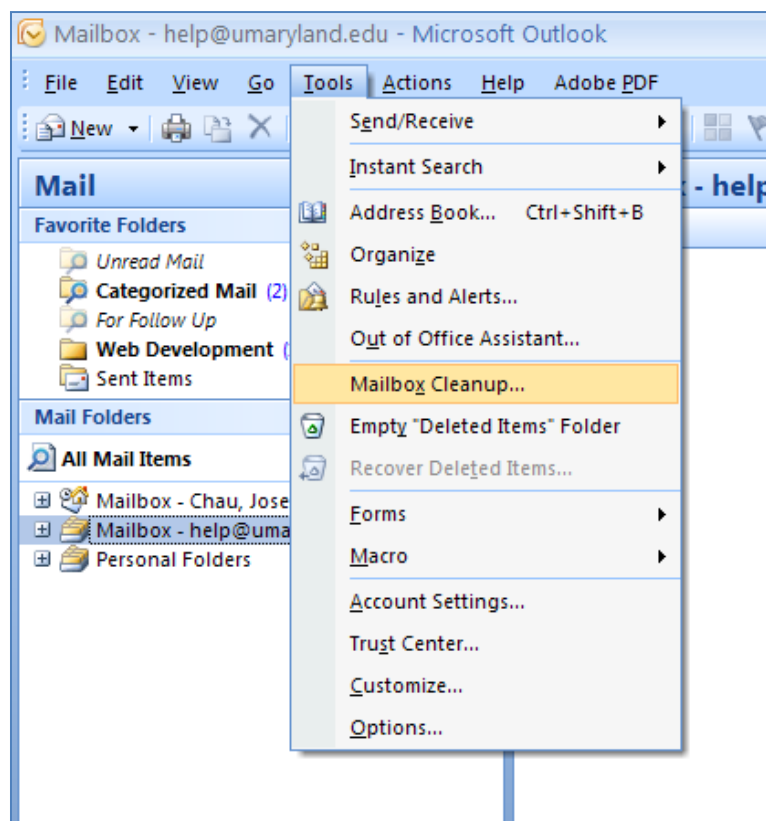 Mailbox - help@umaryland.edu - Microsoft Outlook
File Edit View Go Tools Actions Help Adobe PDF
New
Mail
- help
Favorite Folders
Unread Mail
Categorized Mail (2)
For Follow Up
Web Development (
Sent Items
Mail Folders
All Mail Items
Mailbox - Chau, Jose
Mailbox - help@uma
Personal Folders
Send/Receive
Instant Search
Address Book... Ctrl+Shift+B
Organize
Rules and Alerts...
Out of Office Assistant...
Mailbox Cleanup...
Empty "Deleted Items" Folder
Recover Deleted Items...
Forms
Macro
Account Settings...
Trust Center...
Customize...
Options...